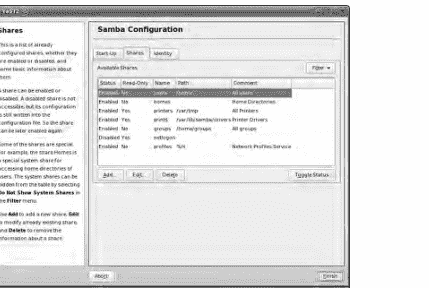 Shares
This is a list of already
configured shares, whether they
are enabled or disabled, and
some basic information about
them.
A share can be enabled or
disabled. A disabled share is not
accessible, but its configuration
is still written into the
configuration file. So the share
can be later enabled again.
Some of the shares are special.
For example, the share Homes is
a special system share for
accessing home directories of
users. The system shares can be
hidden from the table by selecting
Do Not Show System Shares in
the Filter menu.
Use Add to add a new share, Edit
to modify already existing share,
and Delete to remove the
information about a share.
Samba Configuration
Start Up Shares Identity
Available Shares Filter
Status Read-Only Name Path Comment
Enabled No users /home All users
Enabled No homes Home Directories
Enabled Yes printers /var/tmp All Printers
Enabled Yes print$ /var/lib/samba/drivers Printer Drivers
Enabled No groups /home/groups All groups
Disabled Yes netlogon
Enabled No profiles %H Network Profiles Service
Add... Edit... Delete Toggle Status